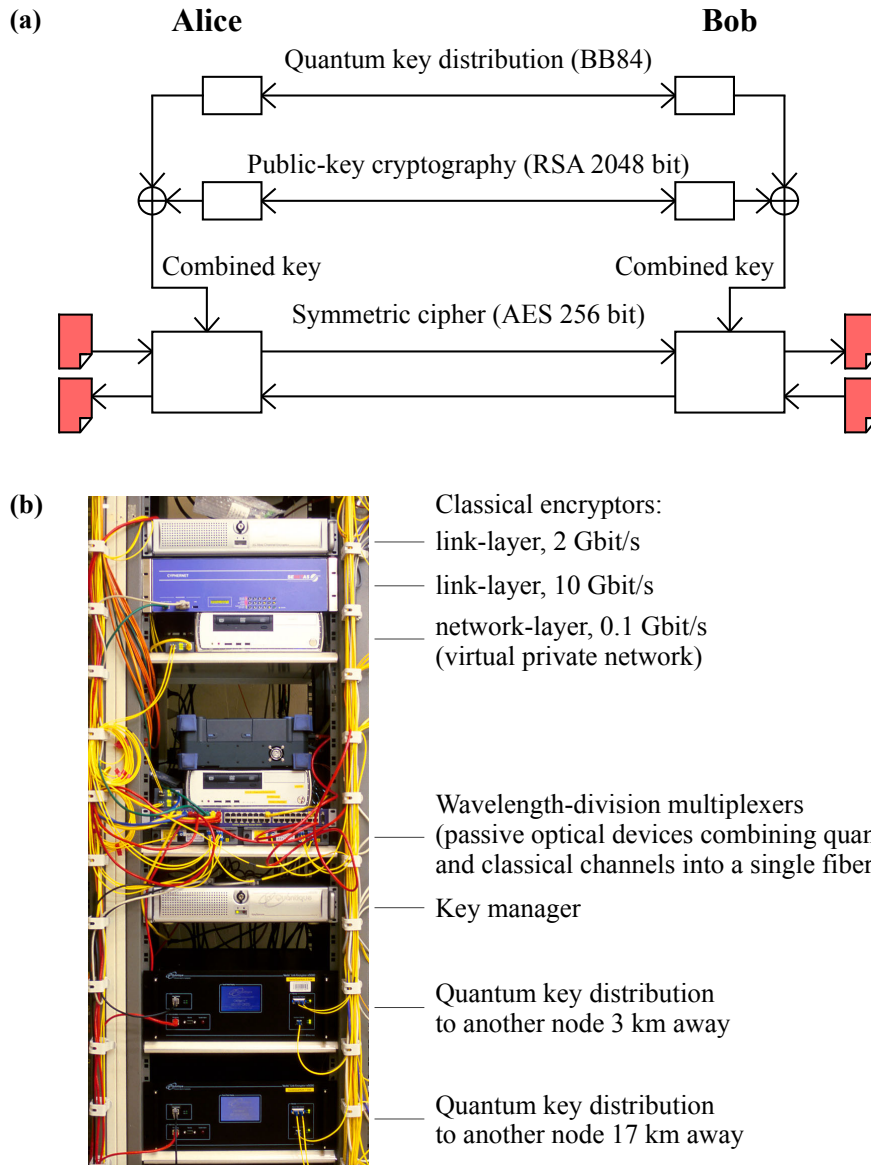 (a)
Alice
Bob
Quantum key distribution (BB84)
Public-key cryptography (RSA 2048 bit)
Combined key
Combined key
Symmetric cipher (AES 256 bit)
(b)
Classical encryptors:
link-layer, 2 Gbit/s
link-layer, 10 Gbit/s
network-layer, 0.1 Gbit/s
(virtual private network)
Wavelength-division multiplexers
(passive optical devices combining quan
and classical channels into a single fiber
Key manager
Quantum key distribution
to another node 3 km away
Quantum key distribution
to another node 17 km away
CYPHERNET